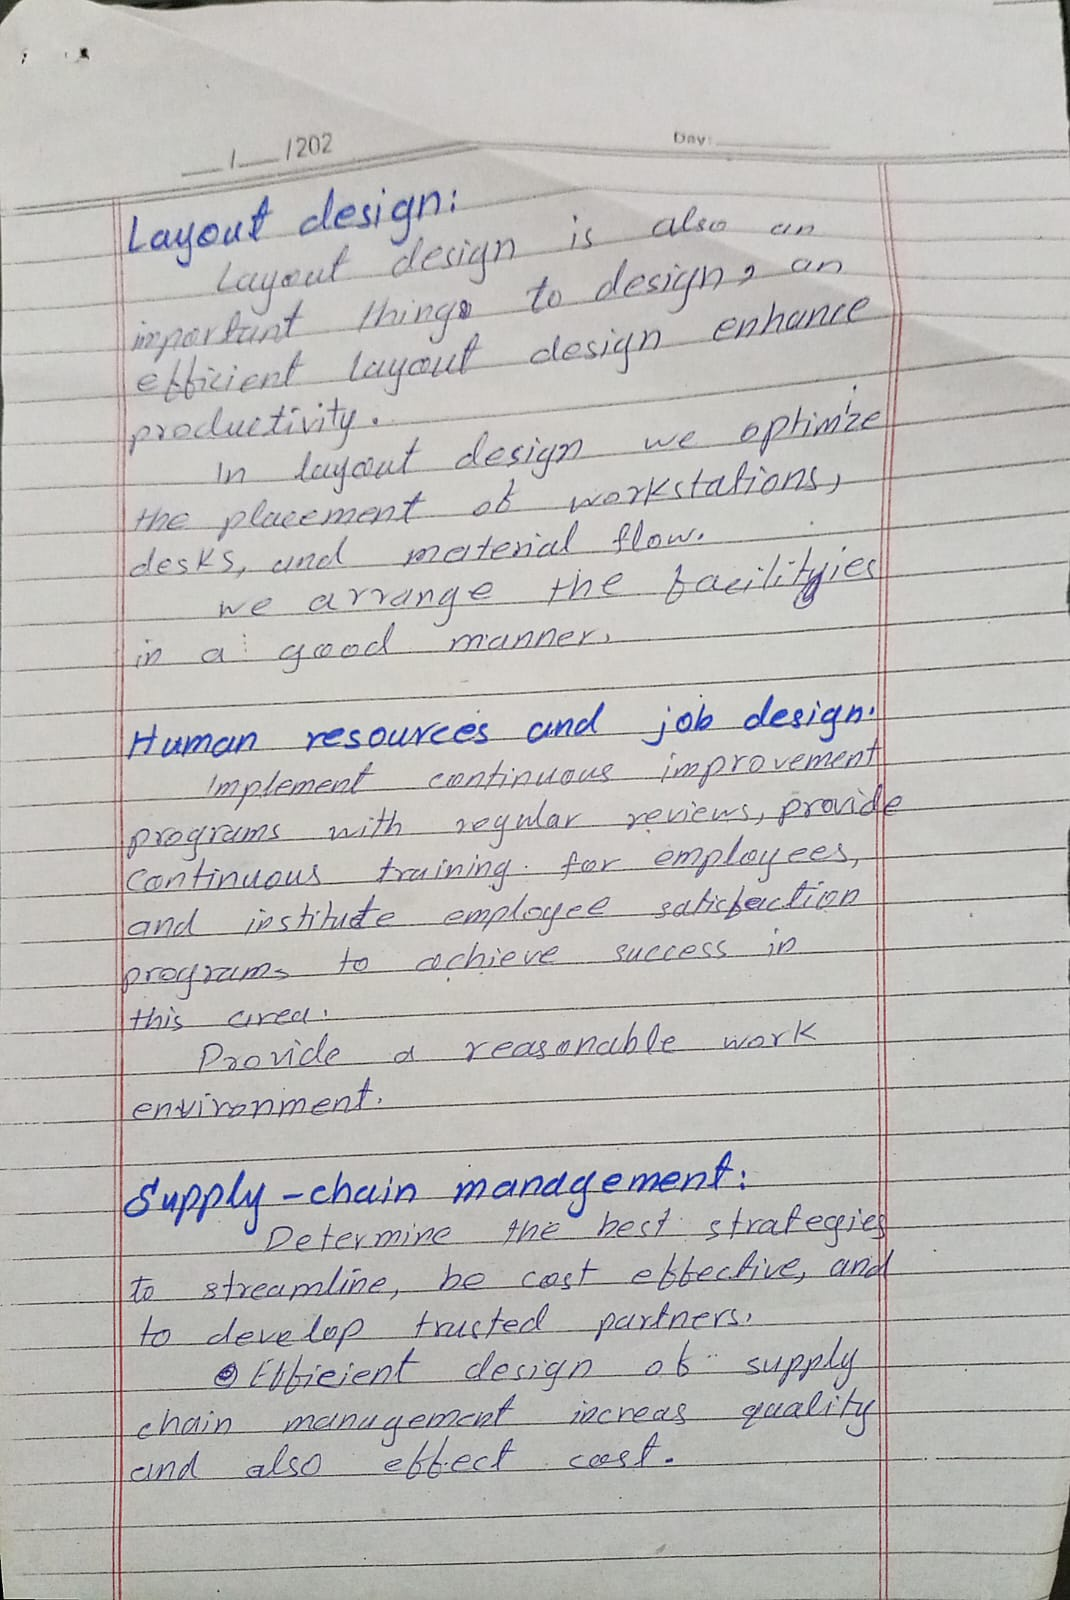 __/__/202
Day:
Layout design:
Layout design is also an
important things to design, an
efficient layout design enhance
productivity.
In layout design we optimize
the placement of workstations,
desks, and material flow.
we arrange the facilityies
in a good manner.
Human resources and job design.
Implement continuous improvement
programs with regular reviews, provide
continuous training for employees,
and institute employee satisfaction
programs to achieve success in
this area.
Provide a reasonable work
environment.
Supply-chain management:
Determine the best strategies
to streamline, be cost effective, and
to develop trusted partners.
Efficient design of supply
chain management increas quality
and also effect cost.